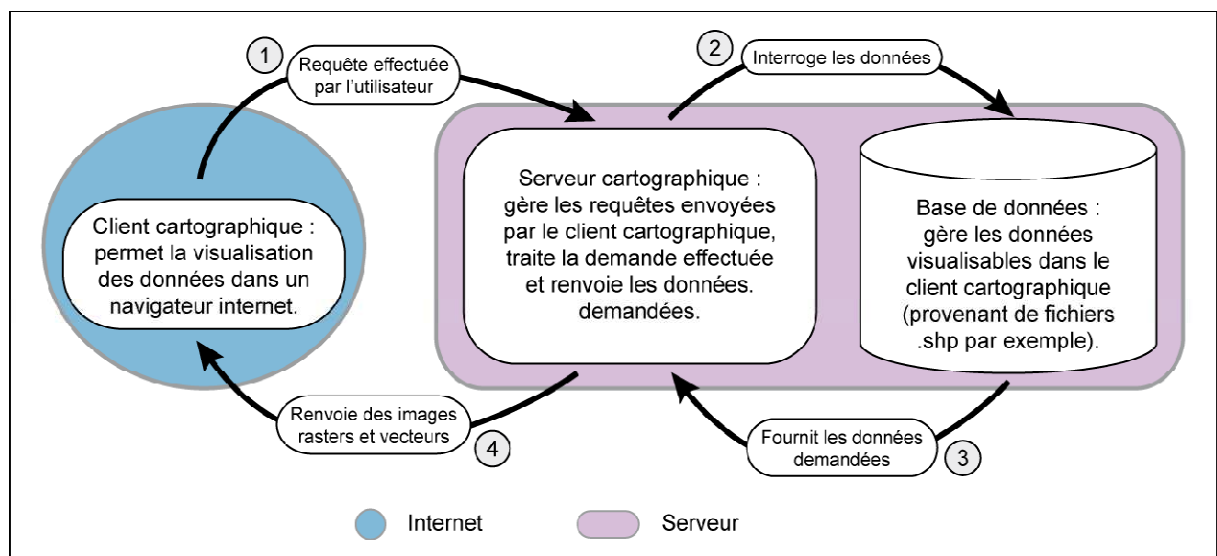 1
Requête effectuée
par l'utilisateur
2
Interroge les données
Client cartographique :
permet la visualisation
des données dans un
navigateur internet.
Serveur cartographique :
gère les requêtes envoyées
par le client cartographique,
traite la demande effectuée
et renvoie les données.
demandées.
Base de données :
gère les données
visualisables dans le
client cartographique
(provenant de fichiers
.shp par exemple).
Renvoie des images
rasters et vecteurs
4
Fournit les données
demandées
3
Internet
Serveur